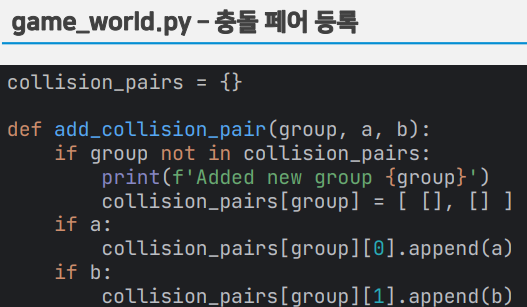 game_world.py – 충돌 페어 등록
collision_pairs = {}
def add_collision_pair(group, a, b):
    if group not in collision_pairs:
        print(f'Added new group {group}')
        collision_pairs[group] = [ [], [] ]
    if a:
        collision_pairs[group][0].append(a)
    if b:
        collision_pairs[group][1].append(b)